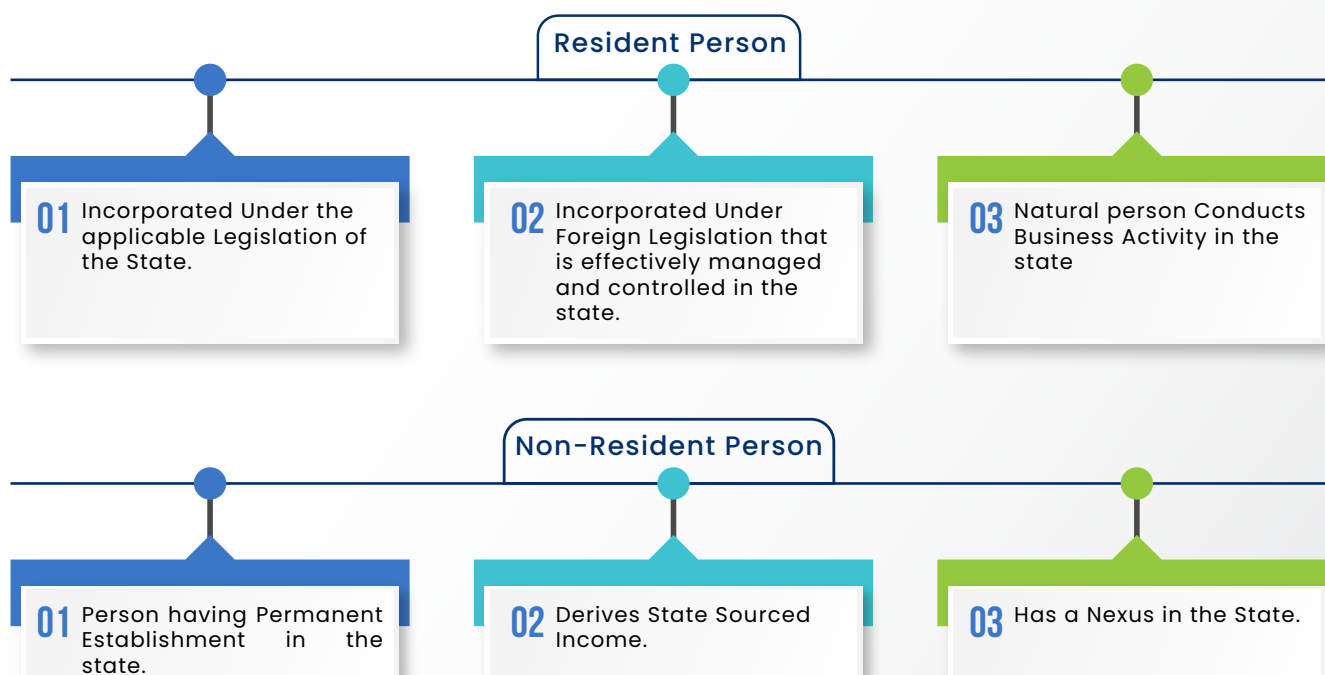 Resident Person
01 Incorporated Under the
applicable Legislation of
the State.
02 Incorporated Under
Foreign Legislation that
is effectively managed
and controlled in the
state.
03 Natural person Conducts
Business Activity in the
state
Non-Resident Person
01 Person having Permanent
Establishment in the
state.
02 Derives State Sourced
Income.
03 Has a Nexus in the State.